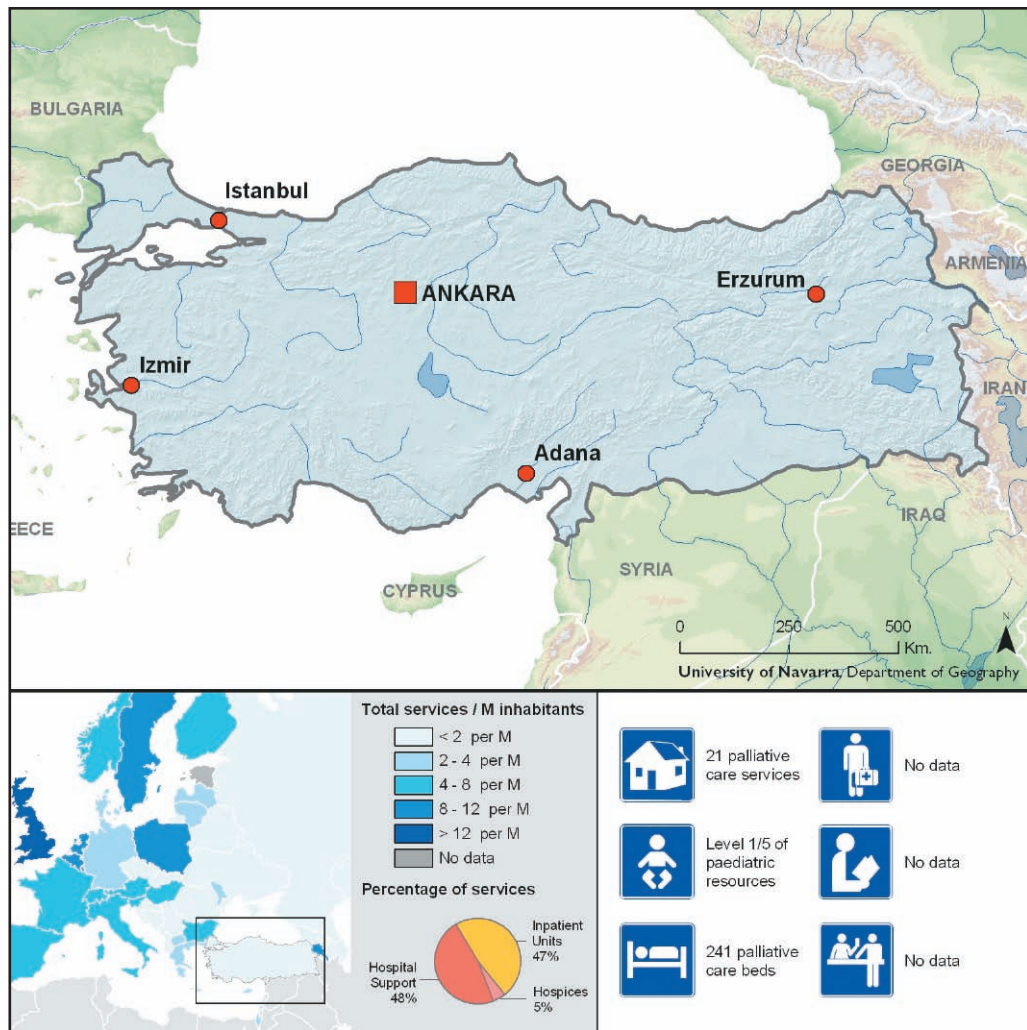 BULGARIA
GEORGIA
Istanbul
ARMENIA
ANKARA
Erzurum
Izmir
IRAN
Adana
EECE
IRAQ
SYRIA
CYPRUS
N
0 250 500
Km.
University of Navarra, Department of Geography
Total services / M inhabitants
< 2 per M
2 - 4 per M
4 - 8 per M
8 - 12 per M
> 12 per M
No data
Percentage of services
Inpatient
Units
47%
Hospital
Support
48%
Hospices
5%
21 palliative
care services
No data
Level 1/5 of
paediatric
resources
No data
241 palliative
care beds
No data